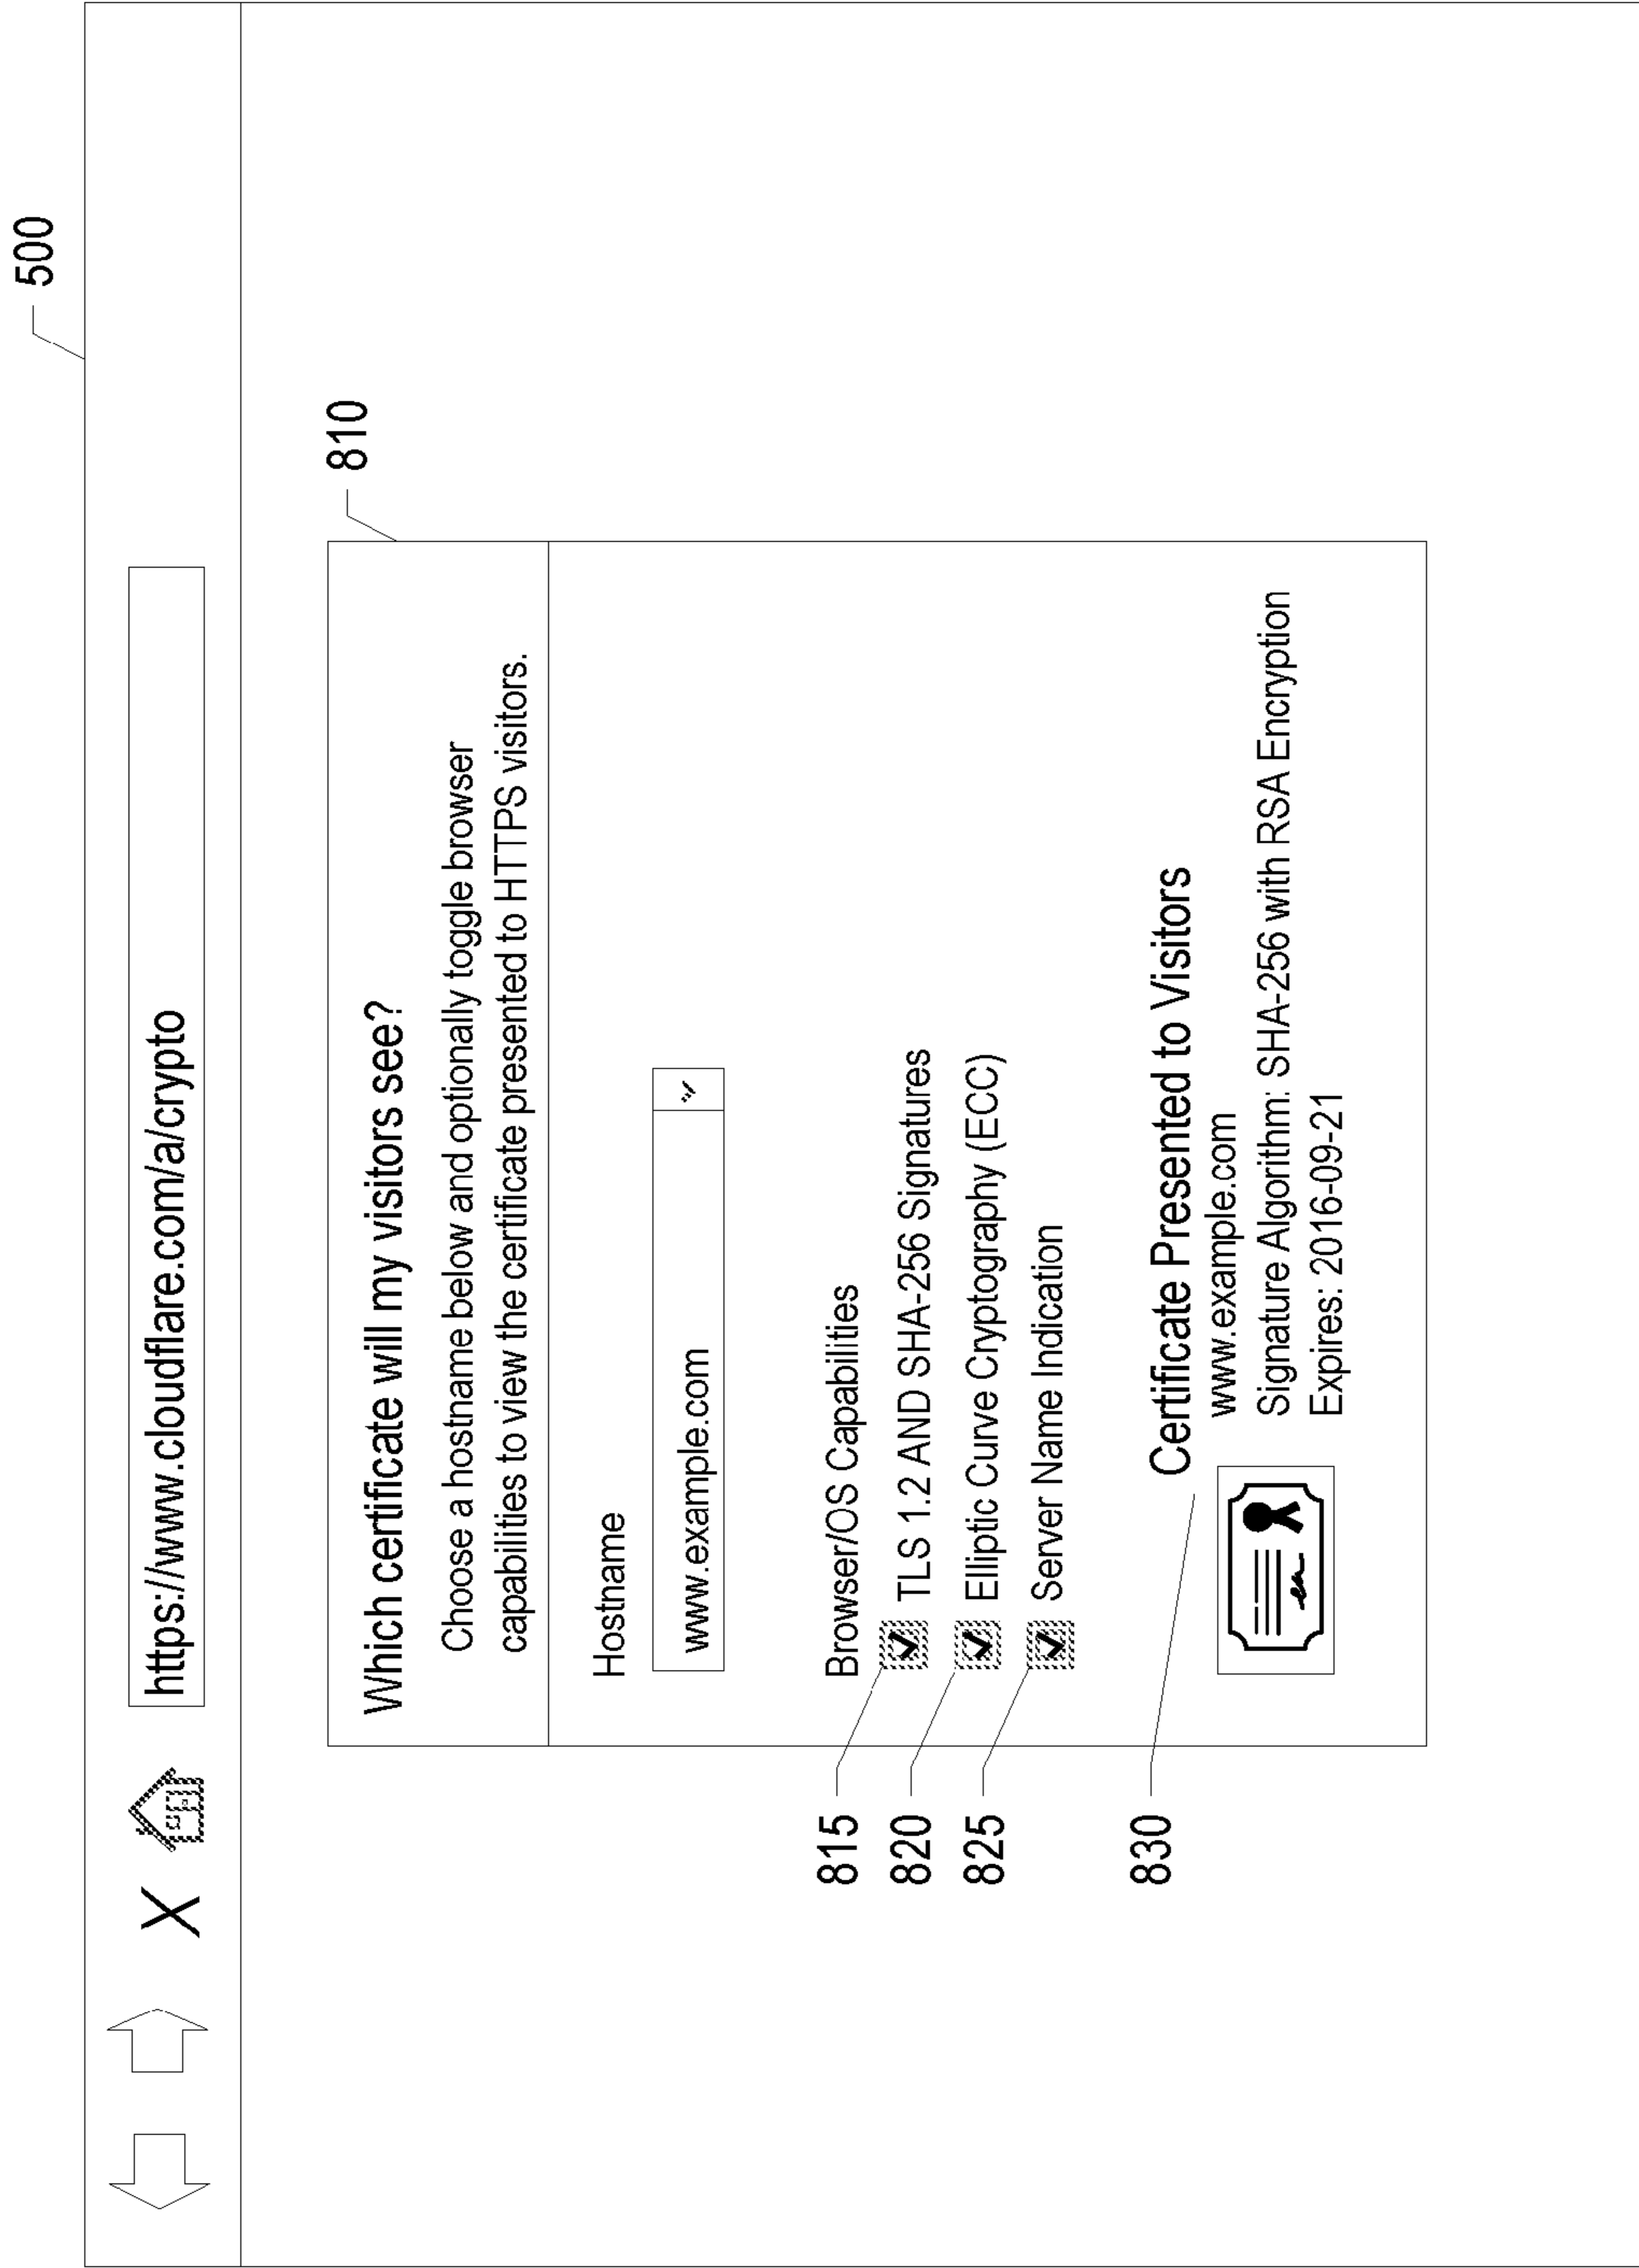 500
X
https://www.cloudflare.com/a/crypto
810
Which certificate will my visitors see?
Choose a hostname below and optionally toggle browser
capabilities to view the certificate presented to HTTPS visitors.
Hostname
www.example.com
Browser/OS Capabilities
815
TLS 1.2 AND SHA-256 Signatures
820
Elliptic Curve Cryptography (ECC)
825
Server Name Indication
830
Certificate Presented to Visitors
www.example.com
Signature Algorithm: SHA-256 with RSA Encryption
Expires: 2016-09-21